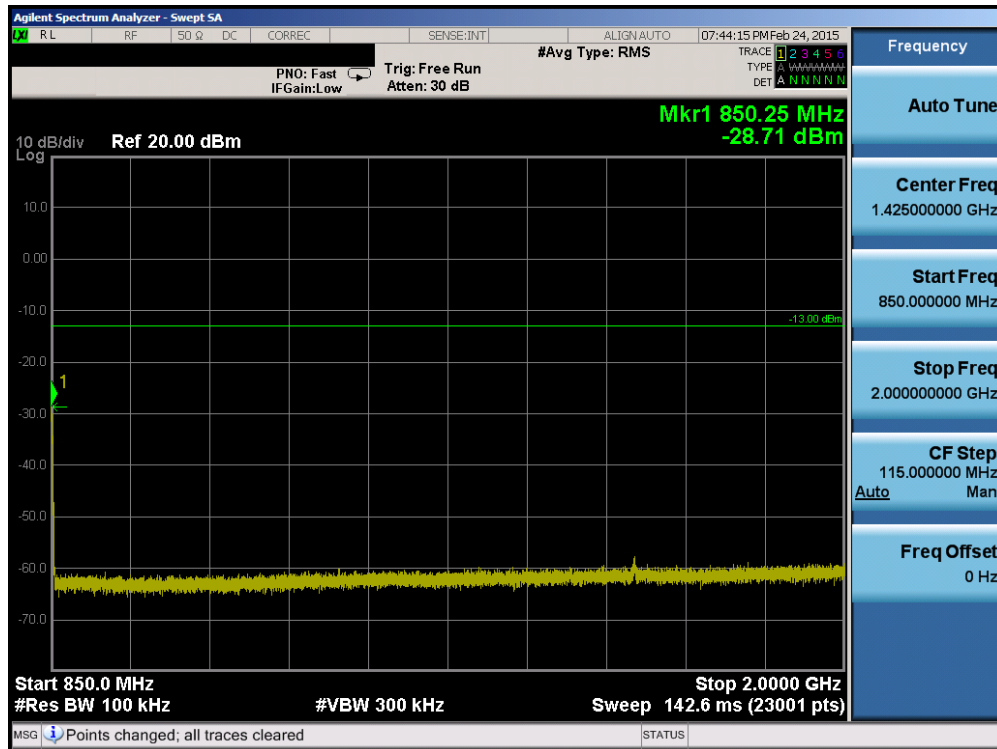 Agilent Spectrum Analyzer - Swept SA
LXI RL RF 50 Ω DC CORREC SENSE:INT ALIGNAUTO 07:44:15 PMFeb 24, 2015
#Avg Type: RMS
TRACE 1 2 3 4 5 6
PNO: Fast Trig: Free Run
TYPE A WWWWW
IFGain:Low Atten: 30 dB
DET A N N N N N
Mkr1 850.25 MHz
-28.71 dBm
10 dB/div Ref 20.00 dBm
Log
10.0
0.00
-10.0
-13.00 dBm
-20.0
1
-30.0
-40.0
-50.0
-60.0
-70.0
Start 850.0 MHz Stop 2.0000 GHz
#Res BW 100 kHz #VBW 300 kHz Sweep 142.6 ms (23001 pts)
MSG Points changed; all traces cleared STATUS
Frequency
Auto Tune
Center Freq
1.425000000 GHz
Start Freq
850.000000 MHz
Stop Freq
2.000000000 GHz
CF Step
115.000000 MHz
Auto Man
Freq Offset
0 Hz